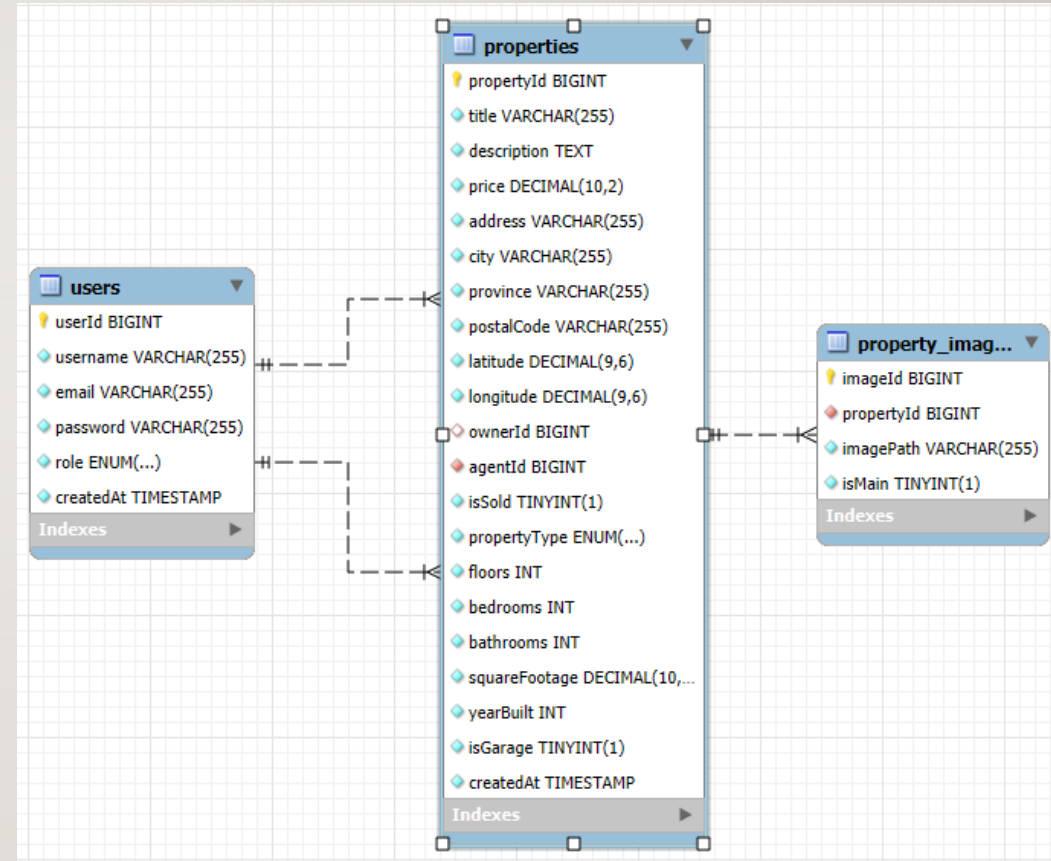 users
userId BIGINT
username VARCHAR(255)
email VARCHAR(255)
password VARCHAR(255)
role ENUM(...)
createdAt TIMESTAMP
Indexes
properties
propertyId BIGINT
title VARCHAR(255)
description TEXT
price DECIMAL(10,2)
address VARCHAR(255)
city VARCHAR(255)
province VARCHAR(255)
postalCode VARCHAR(255)
latitude DECIMAL(9,6)
longitude DECIMAL(9,6)
ownerId BIGINT
agentId BIGINT
isSold TINYINT(1)
propertyType ENUM(...)
floors INT
bedrooms INT
bathrooms INT
squareFootage DECIMAL(10,...
yearBuilt INT
isGarage TINYINT(1)
createdAt TIMESTAMP
Indexes
property_imag...
imageId BIGINT
propertyId BIGINT
imagePath VARCHAR(255)
isMain TINYINT(1)
Indexes